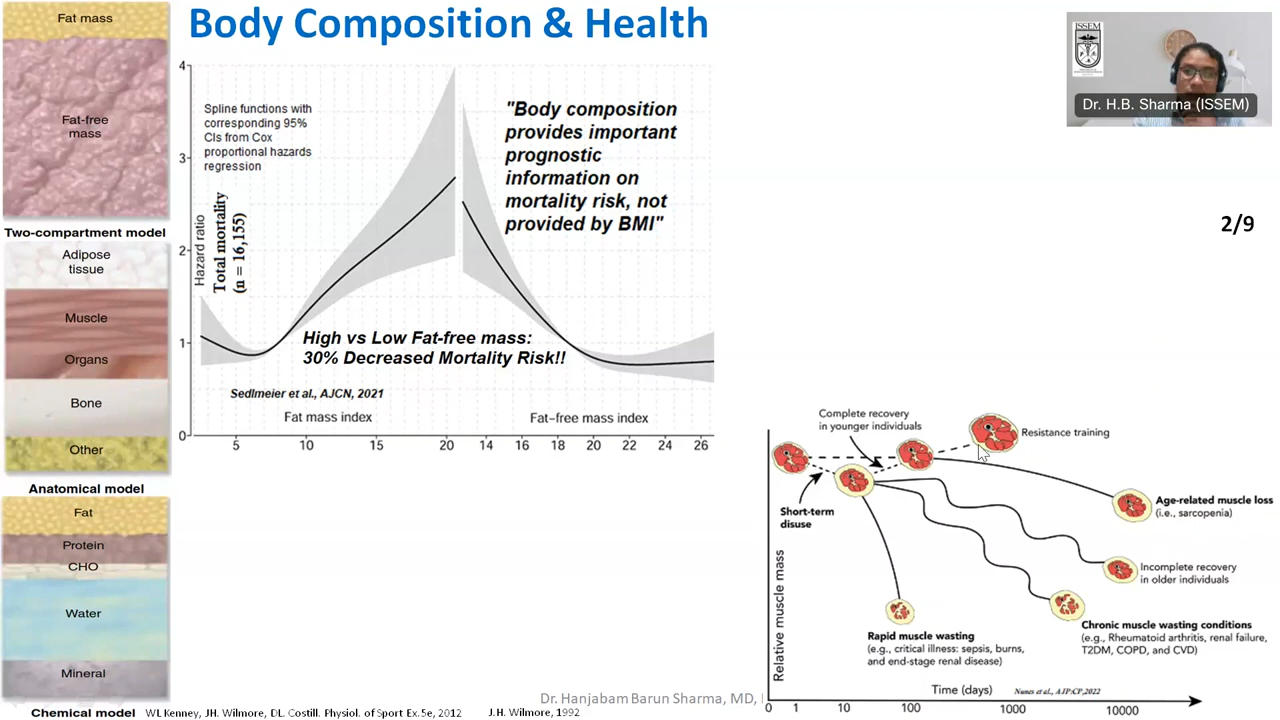 Body Composition & Health
Fat mass
Fat-free
mass
Two-compartment model
Adipose
tissue
Muscle
Organs
Bone
Other
Anatomical model
Fat
Protein
CHO
Water
Mineral
Chemical model
WL Kenney, JH. Wilmore, DL. Costill. Physiol. of Sport Ex.5e, 2012
J.H. Wilmore, 1992
4
3
2
1
0
Hazard ratio
Total mortality
(n = 16,155)
Spline functions with
corresponding 95%
CIs from Cox
proportional hazards
regression
"Body composition
provides important
prognostic
information on
mortality risk, not
provided by BMI"
High vs Low Fat-free mass:
30% Decreased Mortality Risk!!
Sedlmeier et al., AJCN, 2021
Fat mass index
Fat-free mass index
5 10 15 20 14 16 18 20 22 24 26
ISSEM
Dr. H.B. Sharma (ISSEM)
2/9
Complete recovery
in younger individuals
Resistance training
Short-term
disuse
Age-related muscle loss
(i.e., sarcopenia)
Incomplete recovery
in older individuals
Chronic muscle wasting conditions
(e.g., Rheumatoid arthritis, renal failure,
T2DM, COPD, and CVD)
Rapid muscle wasting
(e.g., critical illness: sepsis, burns,
and end-stage renal disease)
Relative muscle mass
Time (days)
Nunes et al., AJP:CP,2022
0 1 10 100 1000 10000
Dr. Hanjabam Barun Sharma, MD,